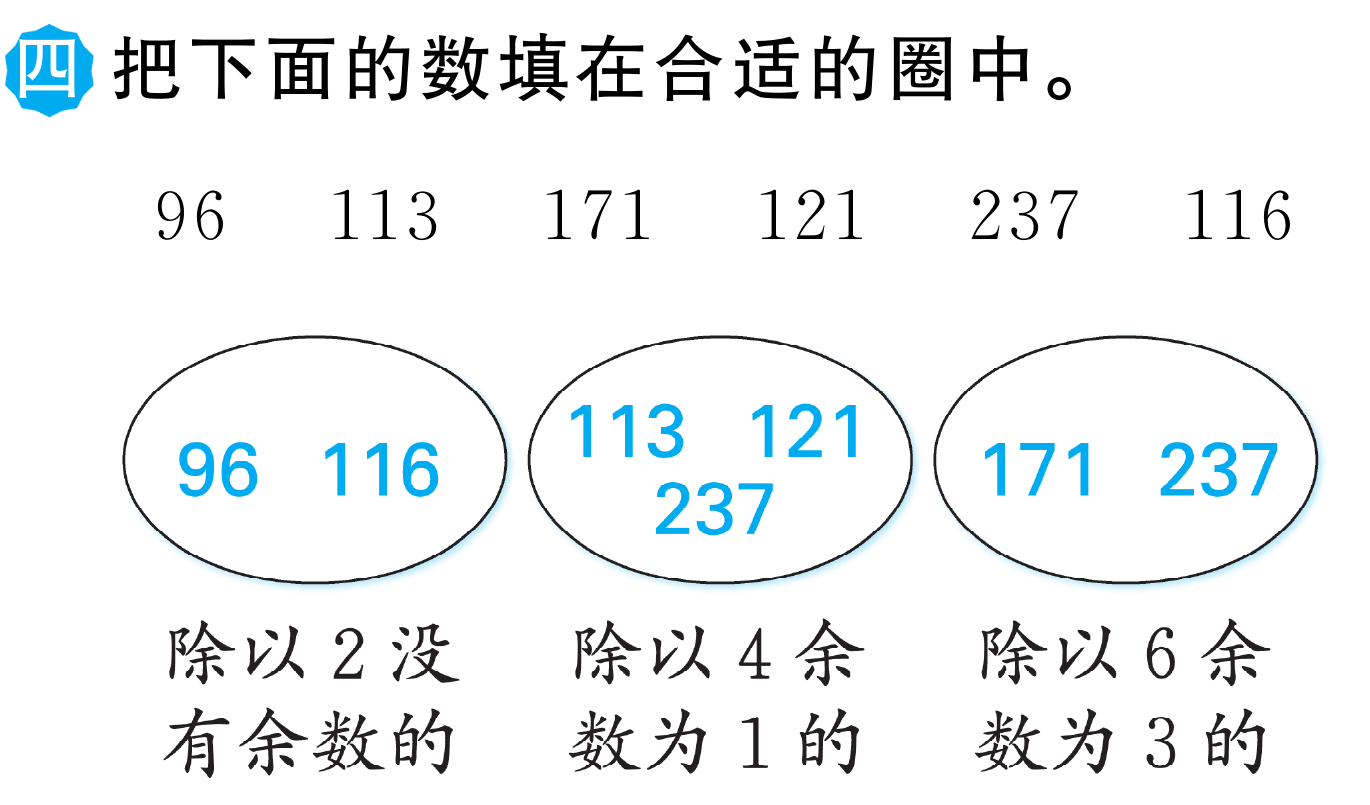 四 把下面的数填在合适的圈中。
96 113 171 121 237 116
96 116
113 121
237
171 237
除以2没
有余数的
除以4余
数为1的
除以6余
数为3的